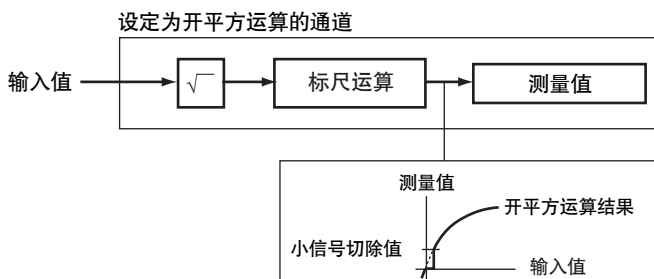 设定为开平方运算的通道
输入值
√
标尺运算
测量值
测量值
开平方运算结果
小信号切除值
输入值